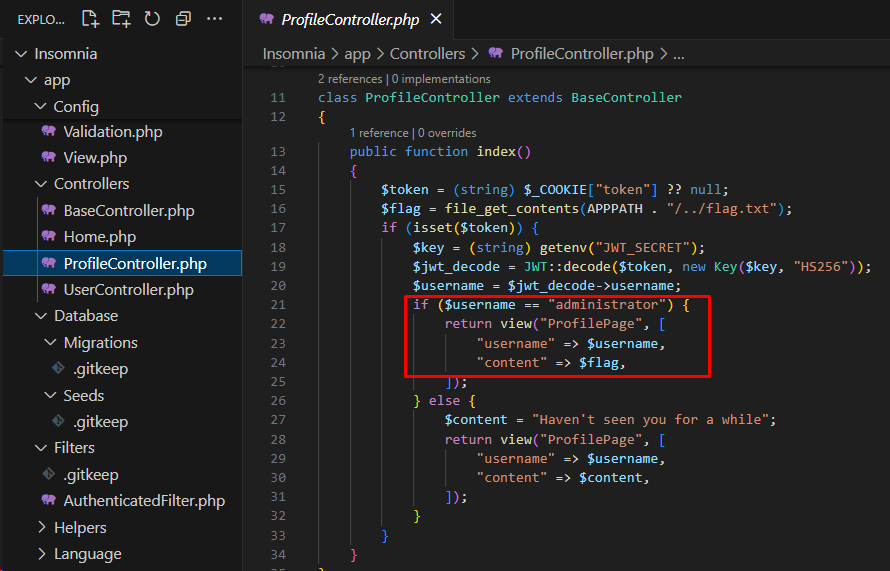 EXPLO... ...
Insomnia
app
Config
Validation.php
View.php
Controllers
BaseController.php
Home.php
ProfileController.php
UserController.php
Database
Migrations
.gitkeep
Seeds
.gitkeep
Filters
.gitkeep
AuthenticatedFilter.php
Helpers
Language
ProfileController.php ×
Insomnia > app > Controllers > ProfileController.php > ...
2 references | 0 implementations
11 class ProfileController extends BaseController
12 {
1 reference | 0 overrides
13 public function index()
14 {
15 $token = (string) $_COOKIE["token"] ?? null;
16 $flag = file_get_contents(APPPATH . "/../flag.txt");
17 if (isset($token)) {
18 $key = (string) getenv("JWT_SECRET");
19 $jwt_decode = JWT::decode($token, new Key($key, "HS256"));
20 $username = $jwt_decode->username;
21 if ($username == "administrator") {
22 return view("ProfilePage", [
23 "username" => $username,
24 "content" => $flag,
25 ]);
26 } else {
27 $content = "Haven't seen you for a while";
28 return view("ProfilePage", [
29 "username" => $username,
30 "content" => $content,
31 ]);
32 }
33 }
34 }